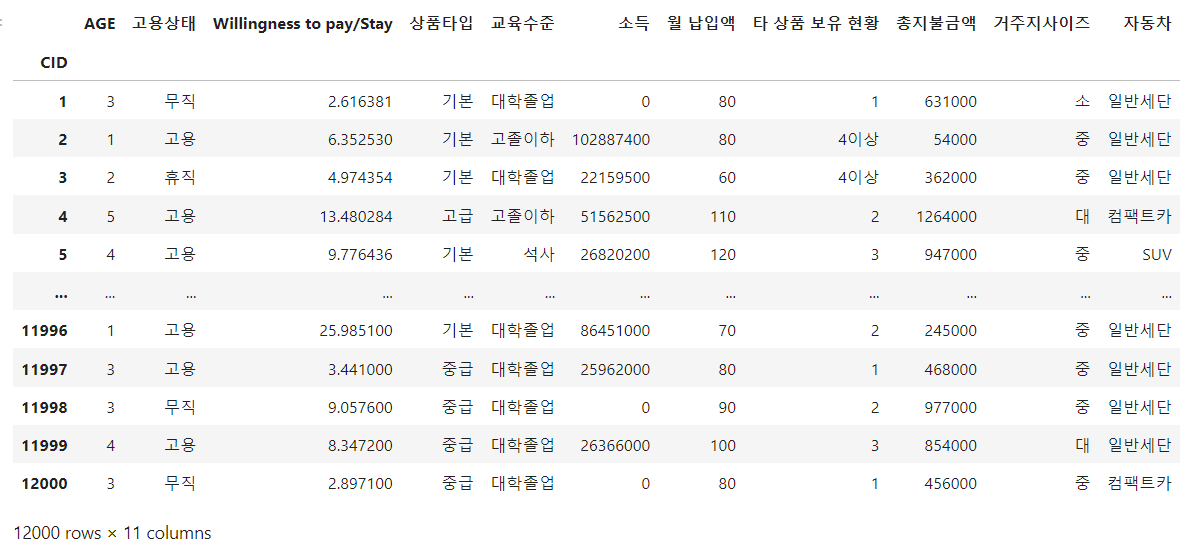 AGE 고용상태 Willingness to pay/Stay 상품타입 교육수준 소득 월 납입액 타 상품 보유 현황 총지불금액 거주지사이즈 자동차
CID
1 3 무직 2.616381 기본 대학졸업 0 80 1 631000 소 일반세단
2 1 고용 6.352530 기본 고졸이하 102887400 80 4이상 54000 중 일반세단
3 2 휴직 4.974354 기본 대학졸업 22159500 60 4이상 362000 중 일반세단
4 5 고용 13.480284 고급 고졸이하 51562500 110 2 1264000 대 컴팩트카
5 4 고용 9.776436 기본 석사 26820200 120 3 947000 중 SUV
... ... ... ... ... ... ... ... ... ... ... ...
11996 1 고용 25.985100 기본 대학졸업 86451000 70 2 245000 중 일반세단
11997 3 고용 3.441000 중급 대학졸업 25962000 80 1 468000 중 일반세단
11998 3 무직 9.057600 중급 대학졸업 0 90 2 977000 중 일반세단
11999 4 고용 8.347200 중급 대학졸업 26366000 100 3 854000 대 일반세단
12000 3 무직 2.897100 중급 대학졸업 0 80 1 456000 중 컴팩트카
12000 rows × 11 columns